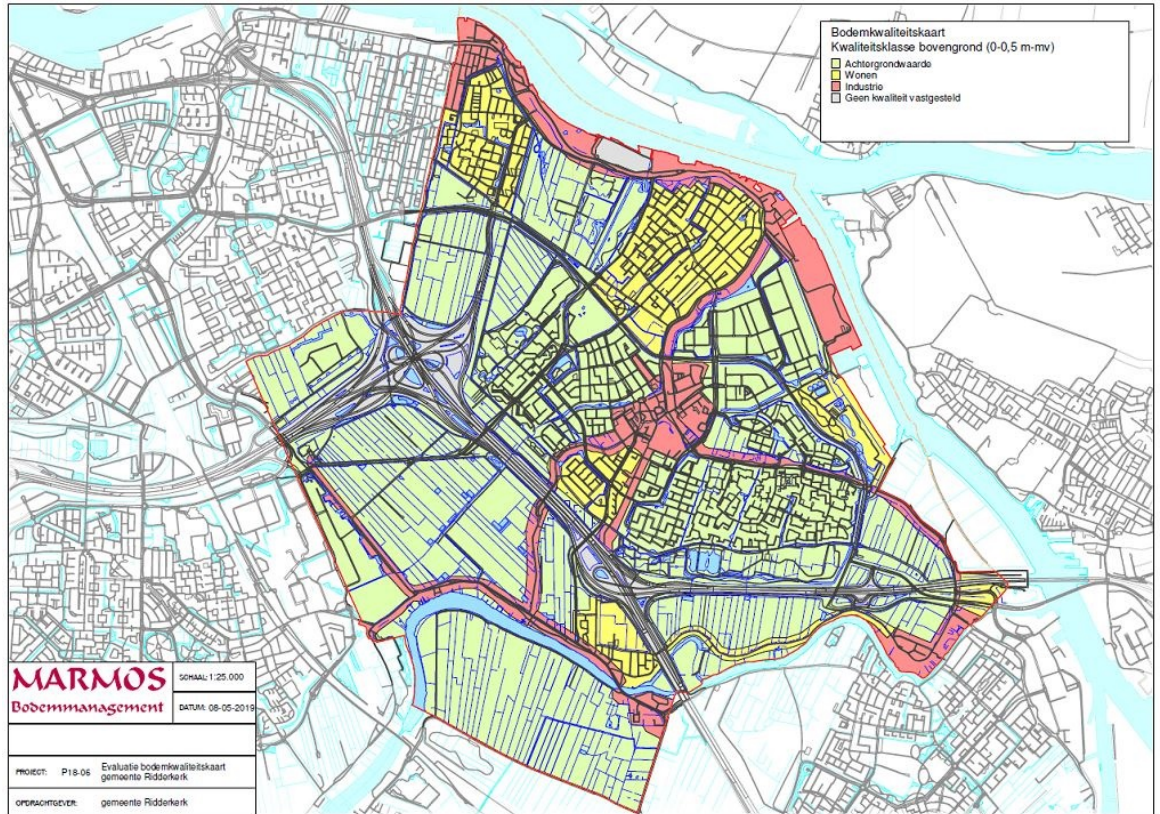 Bodemkwaliteitskaart
Kwaliteitsklasse bovengrond (0-0,5 m-mv)
Achtergrondwaarde
Wonen
Industrie
Geen kwaliteit vastgesteld
MARMOS
Bodemmanagement
SCHAAL: 1:25.000
DATUM: 08-05-2019
PROJECT: P18-06 Evaluatie bodemkwaliteitskaart
gemeente Ridderkerk
OPDRACHTGEVER: gemeente Ridderkerk